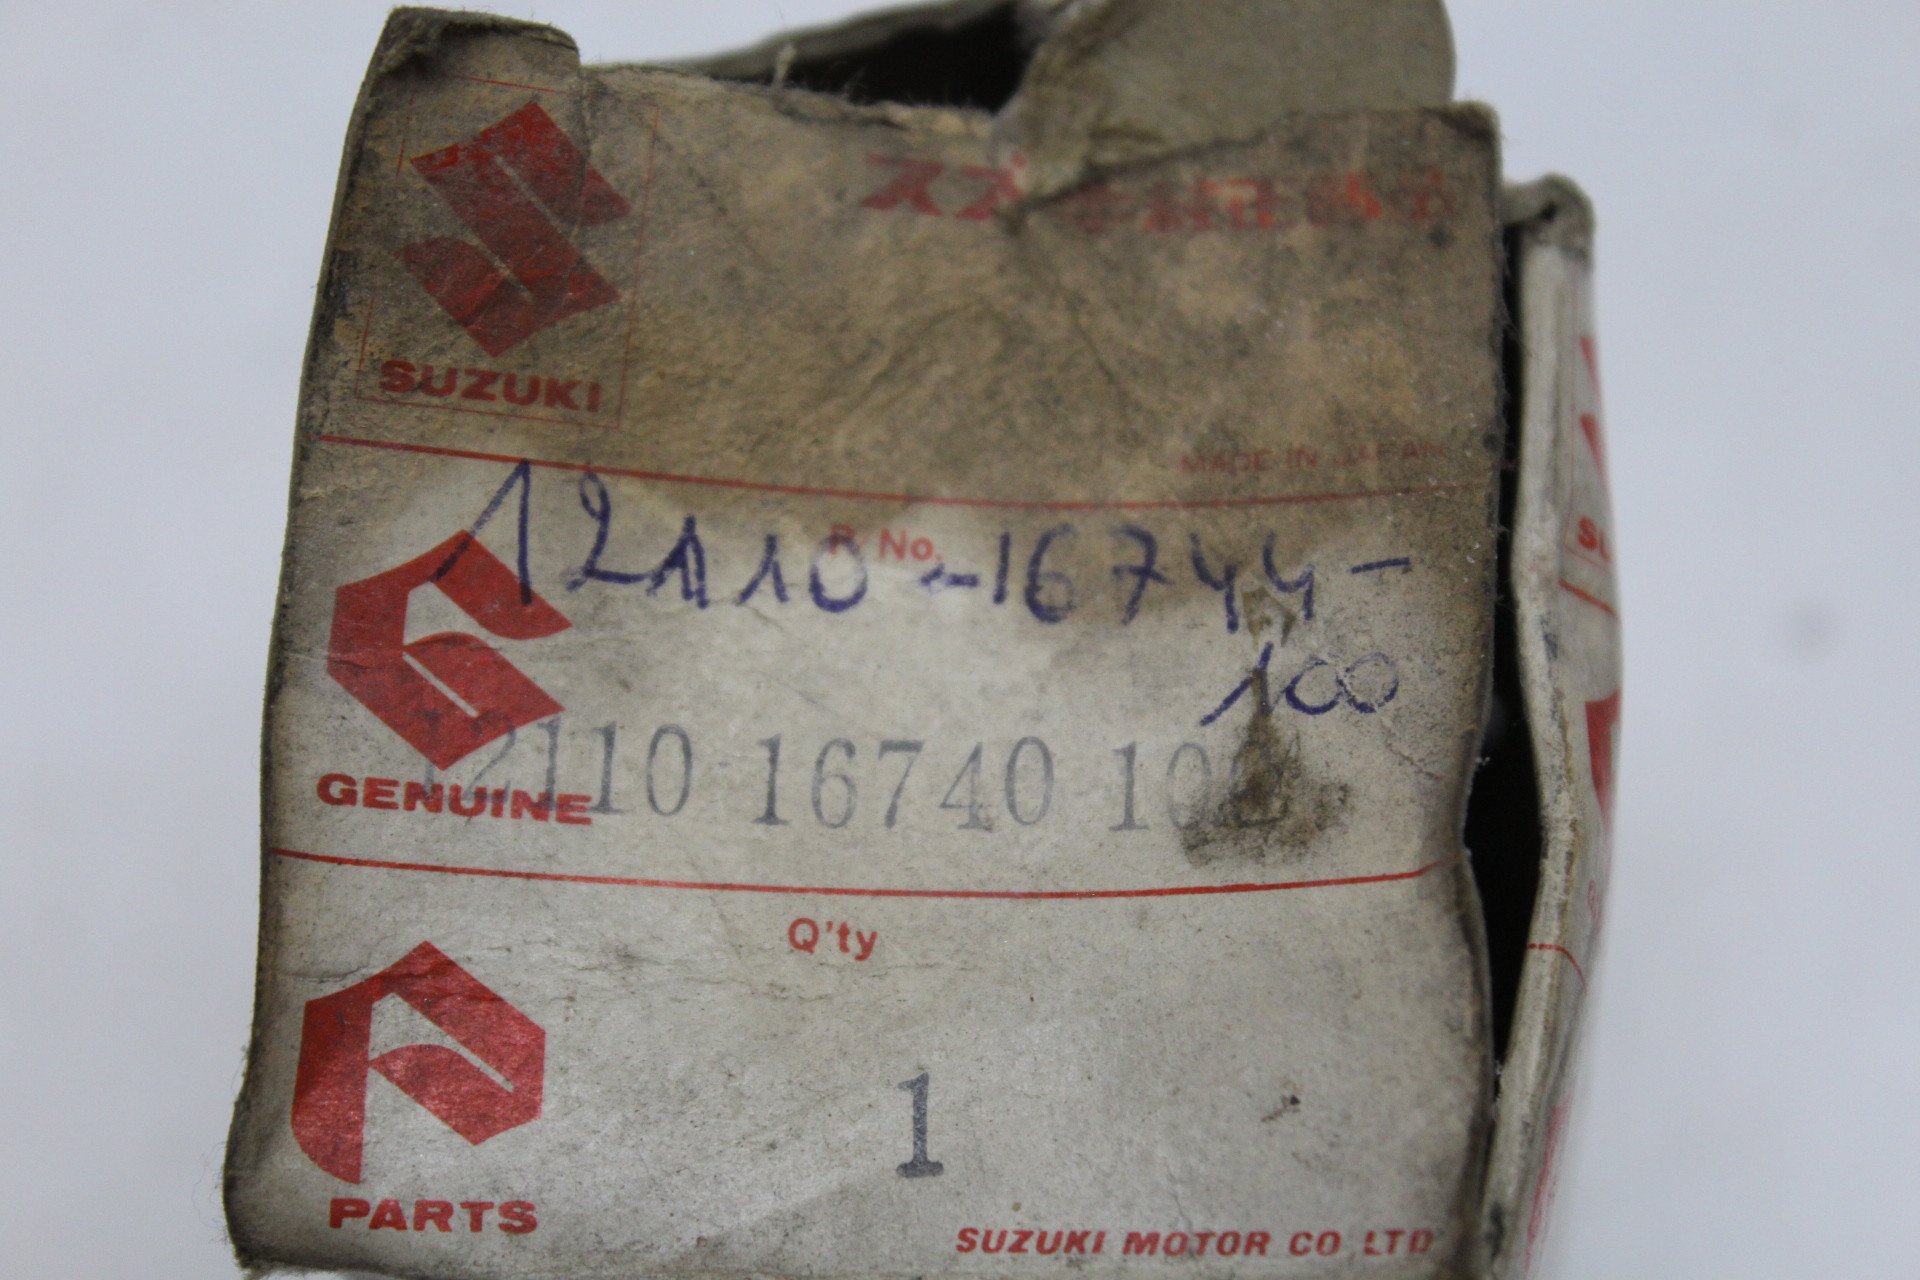 SUZUKI
MADE IN JAPAN
P. No.
12110-16744-
100
12110 16740 10
GENUINE
Q'ty
1
PARTS
SUZUKI MOTOR CO., LTD